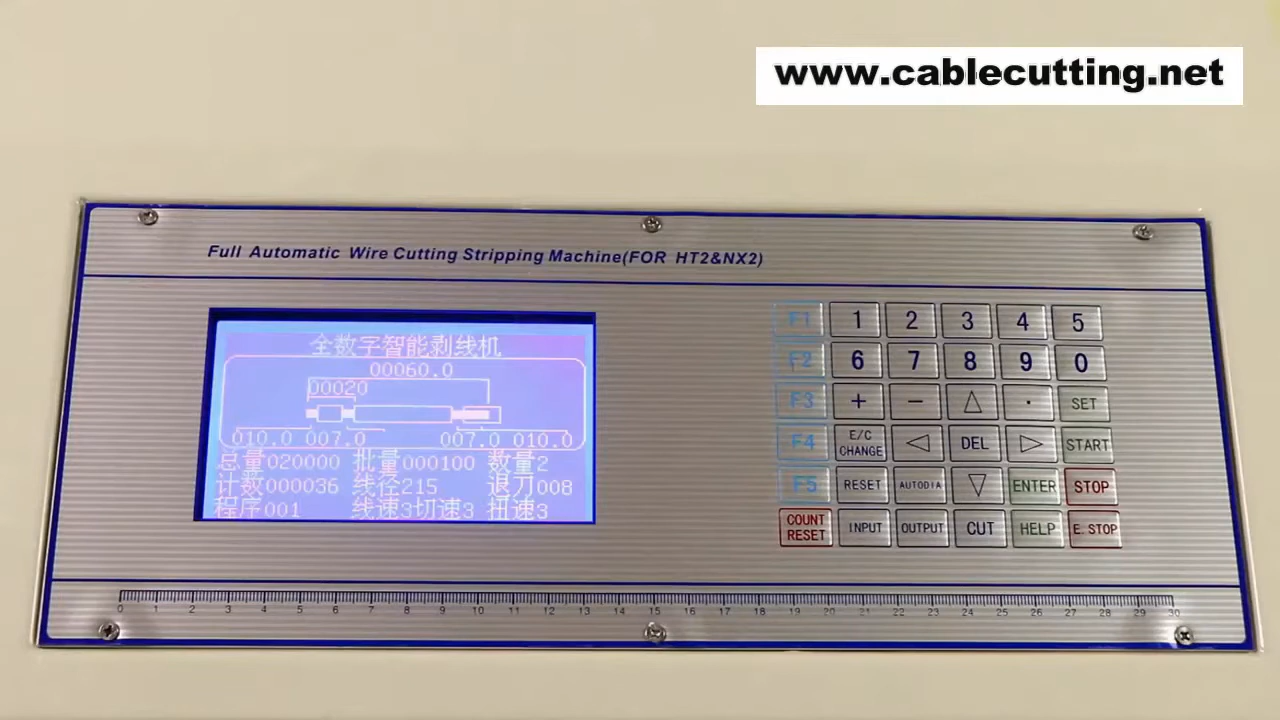 www.cablecutting.net
Full Automatic Wire Cutting Stripping Machine(FOR HT2&NX2)
全数字智能剥线机
00060.0
00020
010.0 007.0 007.0 010.0
总量020000 批量000100 数量2
计数000036 线径215 退刀008
程序001 线速3切速3 扭速3
F1 1 2 3 4 5
F2 6 7 8 9 0
F3 + − △ · SET
F4 E/C CHANGE ◁ DEL ▷ START
F5 RESET AUTODIA ▽ ENTER STOP
COUNT RESET INPUT OUTPUT CUT HELP E.STOP
0 1 2 3 4 5 6 7 8 9 10 11 12 13 14 15 16 17 18 19 20 21 22 23 24 25 26 27 28 29 30